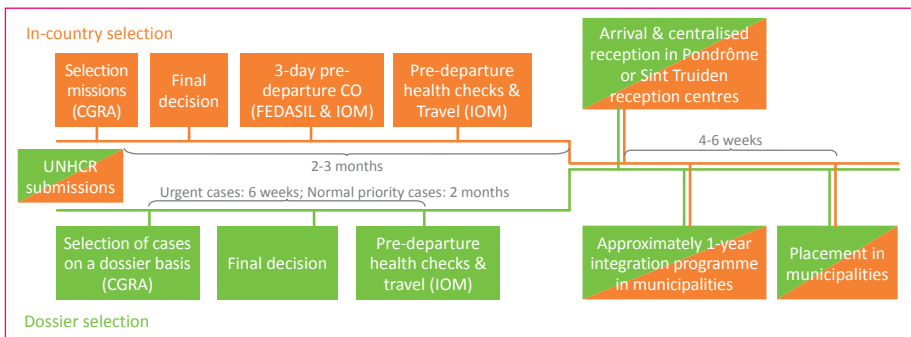 In-country selection
Selection
missions
(CGRA)
Final
decision
3-day pre-
departure CO
(FEDASIL & IOM)
Pre-departure
health checks &
Travel (IOM)
Arrival & centralised
reception in Pondrôme
or Sint Truiden
reception centres
UNHCR
submissions
2-3 months
4-6 weeks
Urgent cases: 6 weeks; Normal priority cases: 2 months
Selection of cases
on a dossier basis
(CGRA)
Final decision
Pre-departure
health checks &
travel (IOM)
Approximately 1-year
integration programme
in municipalities
Placement in
municipalities
Dossier selection